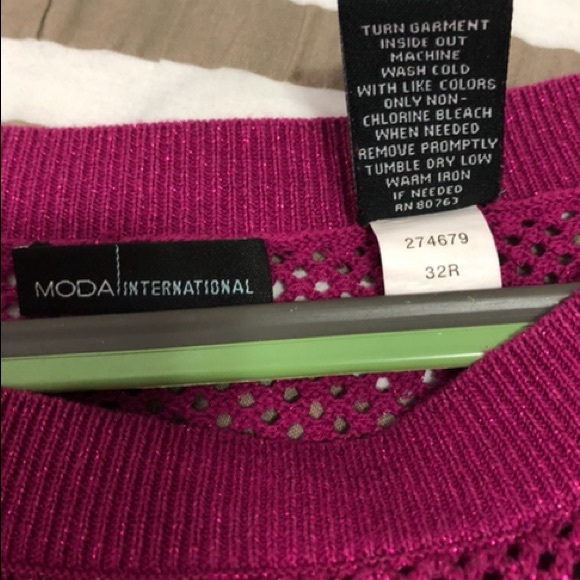 TURN GARMENT
INSIDE OUT
MACHINE
WASH COLD
WITH LIKE COLORS
ONLY NON-
CHLORINE BLEACH
WHEN NEEDED
REMOVE PROMPTLY
TUMBLE DRY LOW
WARM IRON
IF NEEDED
RN 80763
274679
32R
MODA INTERNATIONAL